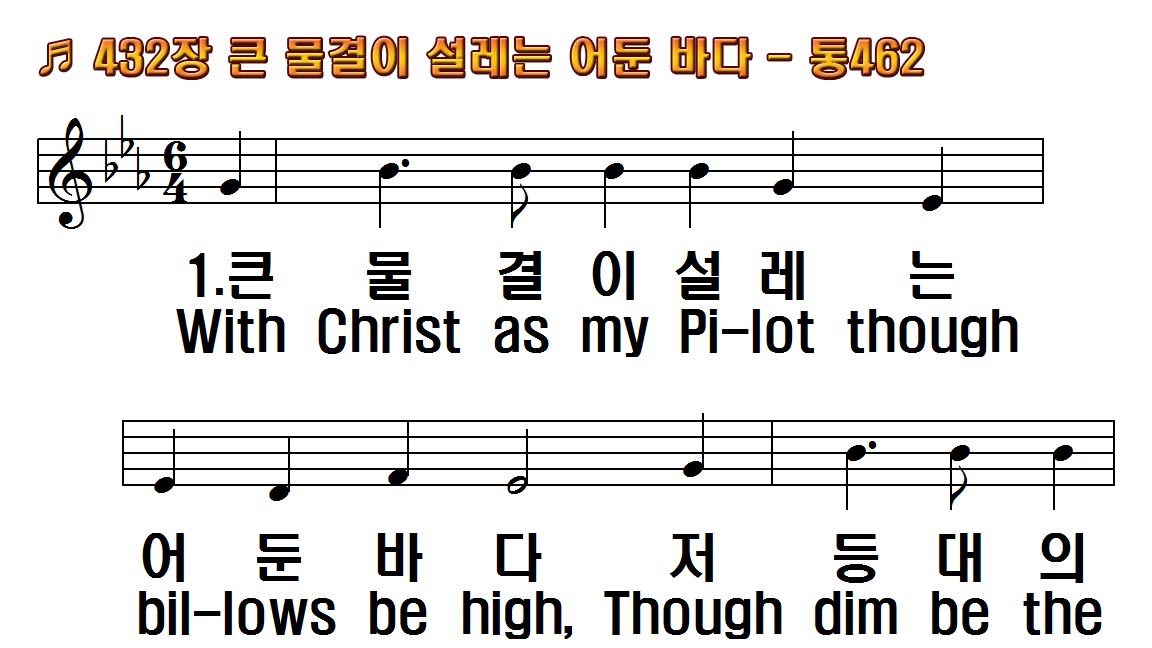 ♬ 432장 큰 물결이 설레는 어둔 바다 - 통462
6
4
1.큰 물 결 이 설 레 는
With Christ as my Pi-lot though
어 둔 바 다 저 등 대 의
bil-lows be high, Though dim be the